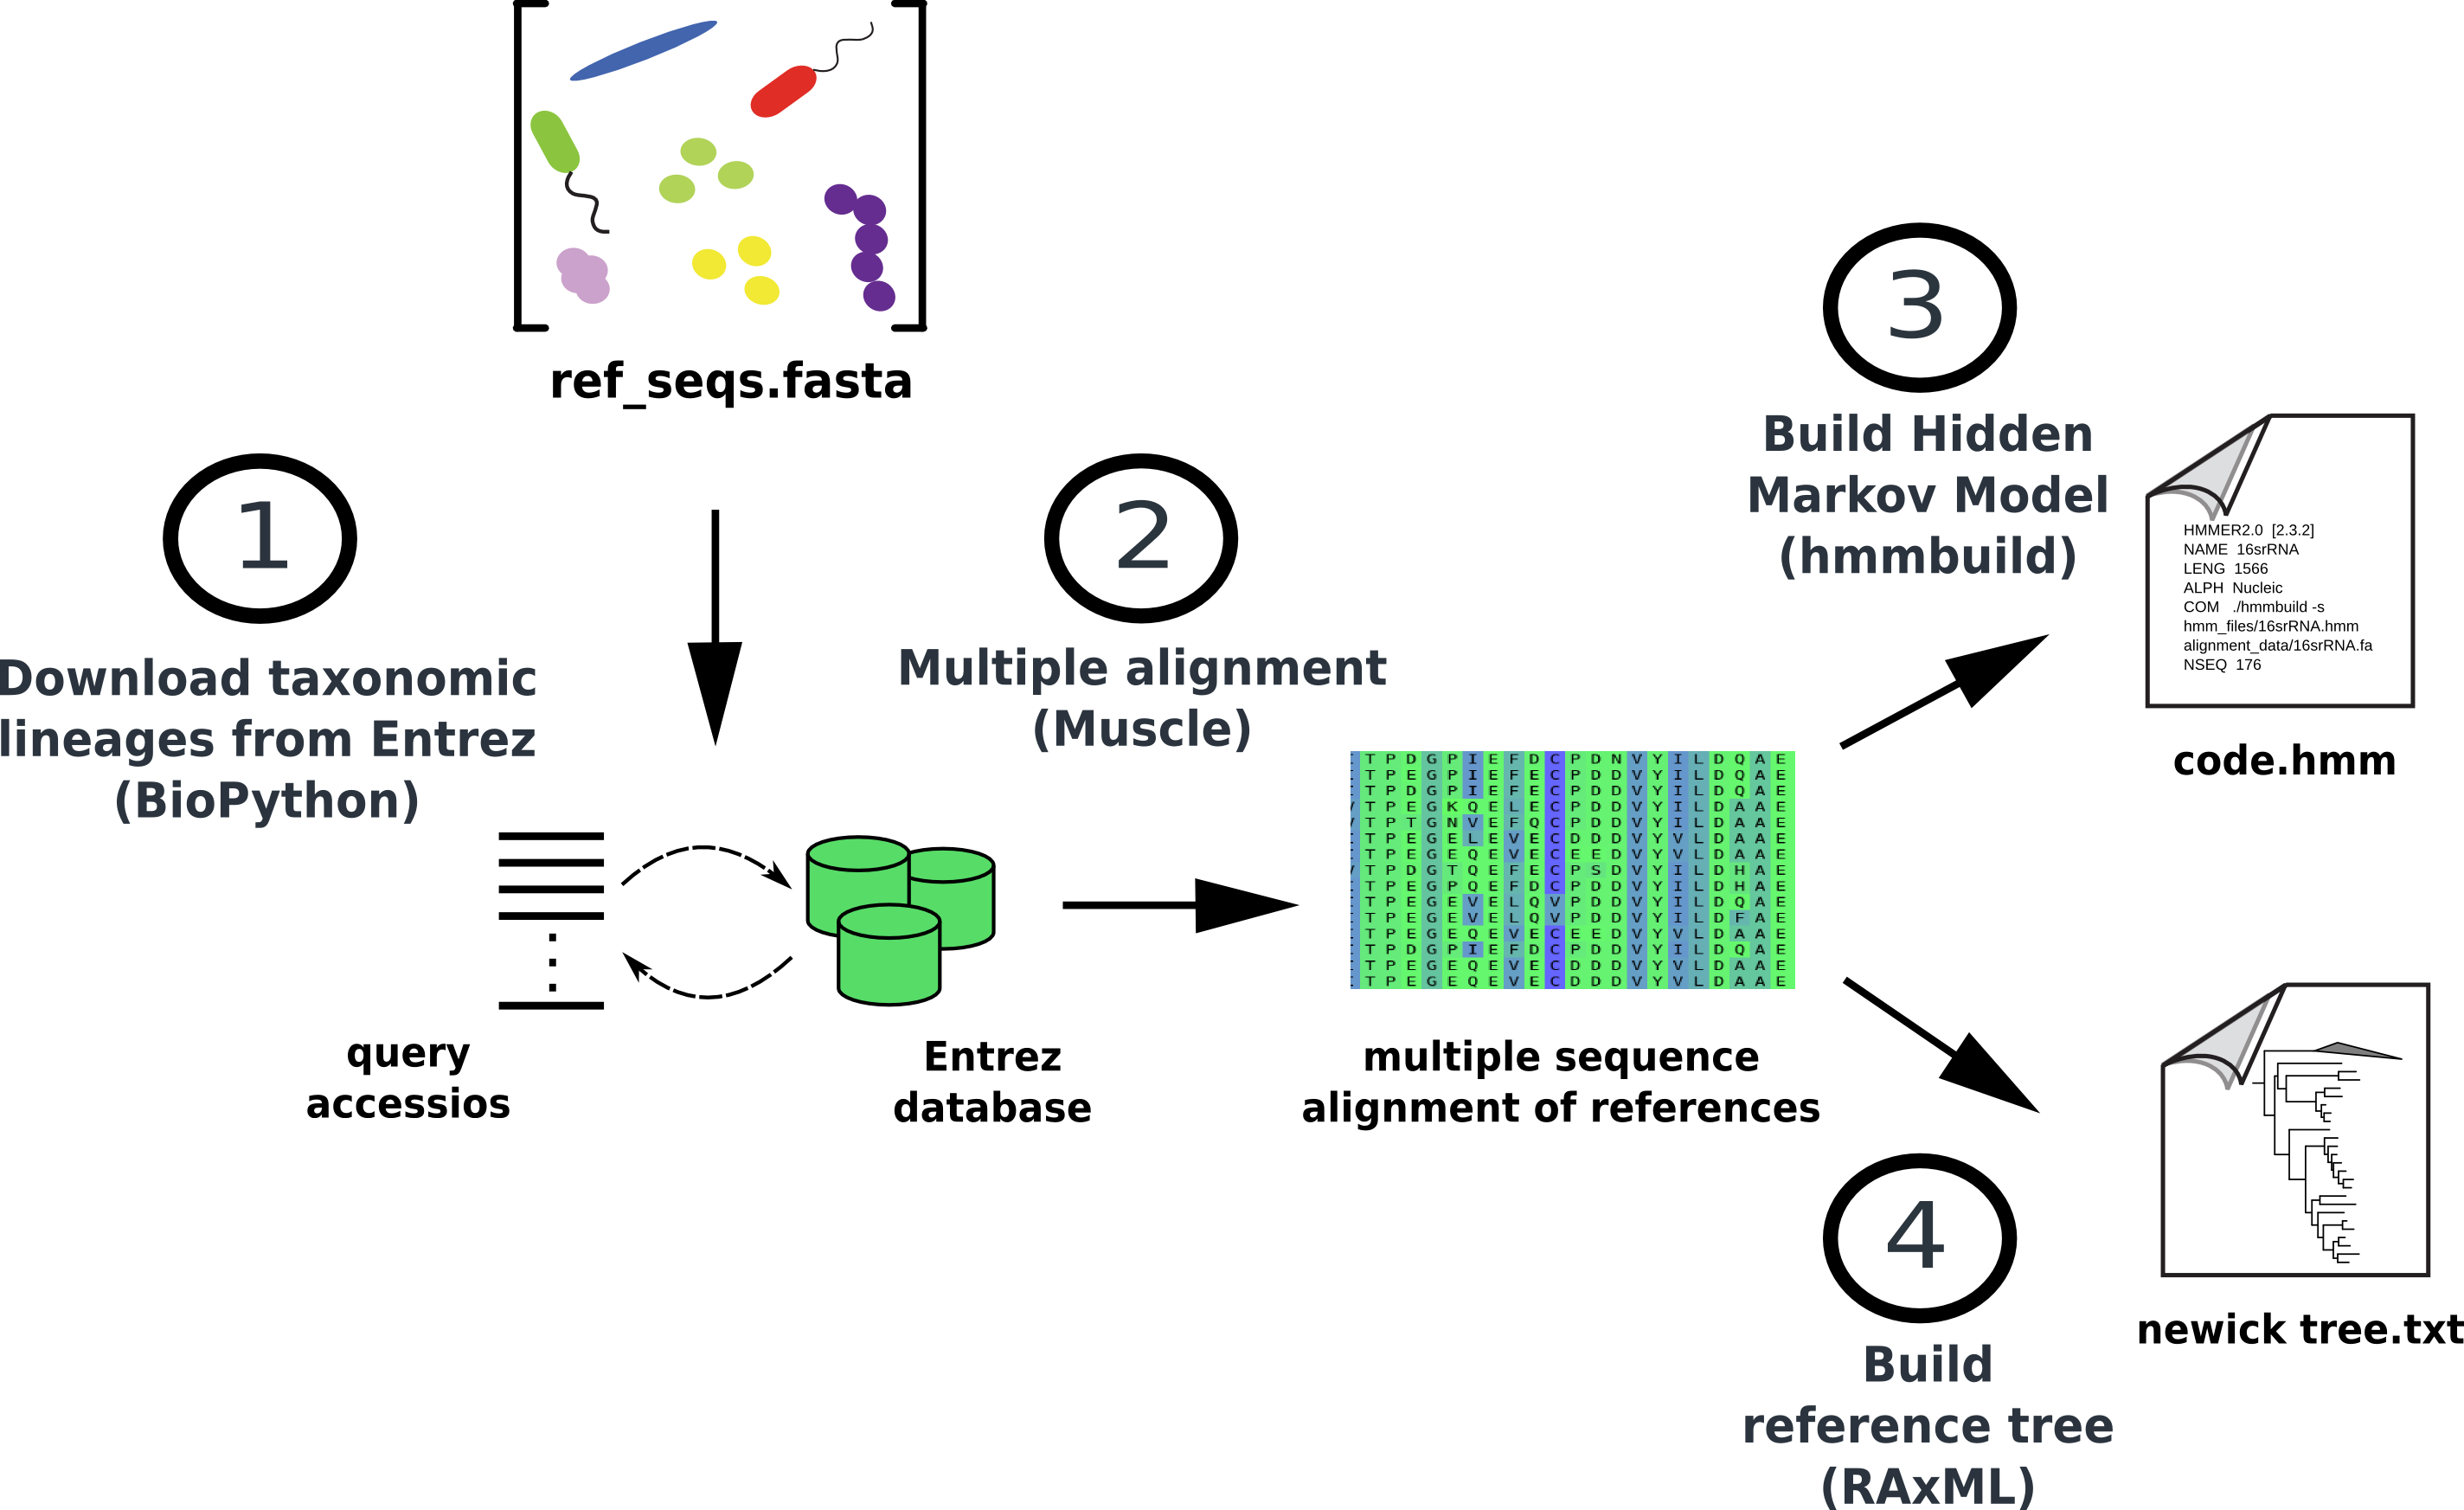 ref_seqs.fasta
1
Download taxonomic
lineages from Entrez
(BioPython)
query
accessios
Entrez
database
2
Multiple alignment
(Muscle)
T P D G P I E F D C P D N V Y I L D Q A E
T P E G P I E F E C P D D V Y I L D Q A E
T P D G P I E F E C P D D V Y I L D Q A E
T P E G K Q E L E C P D D V Y I L D A A E
T P T G N V E F Q C P D D V Y I L D A A E
T P E G E L E V E C D D D V Y V L D A A E
T P E G E Q E V E C E E D V Y V L D A A E
T P D G T Q E F E C P S D V Y I L D H A E
T P E G P Q E F D C P D D V Y I L D H A E
T P E G E V E L Q V P D D V Y I L D Q A E
T P E G E V E L Q V P D D V Y I L D F A E
T P E G E Q E V E C E E D V Y V L D A A E
T P D G P I E F D C P D D V Y I L D Q A E
T P E G E Q E V E C D D D V Y V L D A A E
T P E G E Q E V E C D D D V Y V L D A A E
multiple sequence
alignment of references
3
Build Hidden
Markov Model
(hmmbuild)
HMMER2.0 [2.3.2]
NAME 16srRNA
LENG 1566
ALPH Nucleic
COM ./hmmbuild -s
hmm_files/16srRNA.hmm
alignment_data/16srRNA.fa
NSEQ 176
code.hmm
4
Build
reference tree
(RAxML)
newick tree.txt